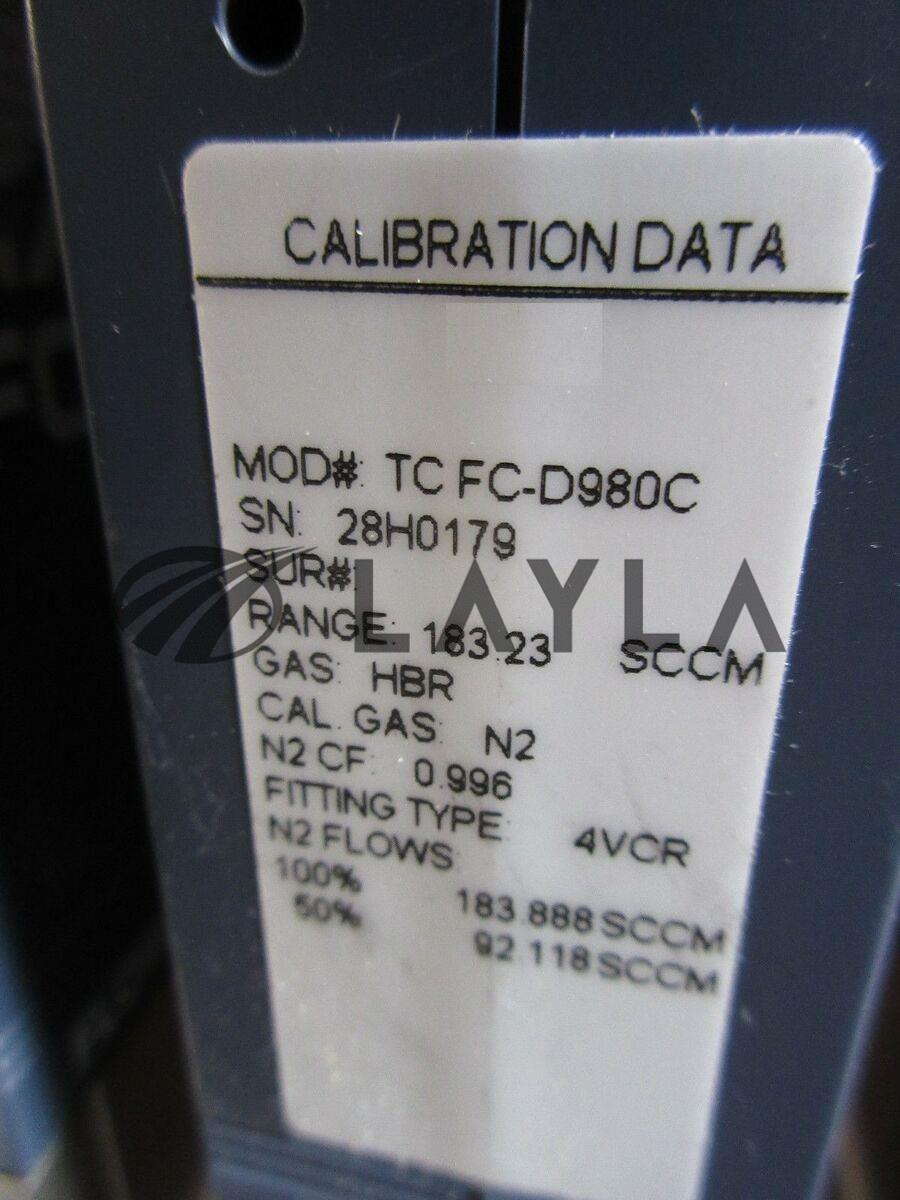 CALIBRATION DATA
MOD#: TC FC-D980C
SN: 28H0179
SUR#:
RANGE: 183.23 SCCM
GAS: HBR
CAL. GAS: N2
N2 CF: 0.996
FITTING TYPE: 4VCR
N2 FLOWS:
100% 183.888 SCCM
50% 92.118 SCCM
LAYLA